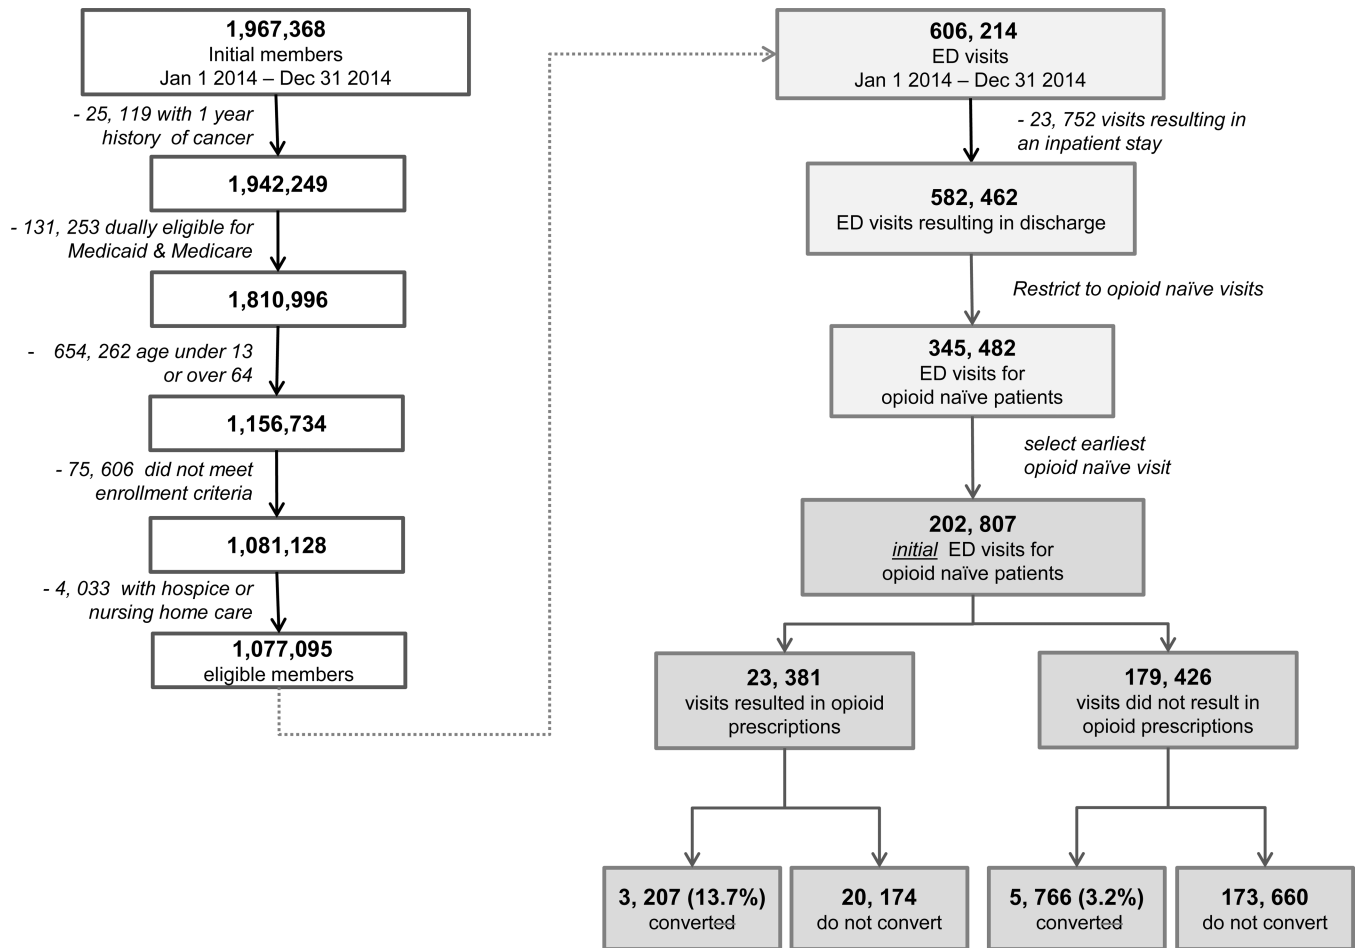 1,967,368
Initial members
Jan 1 2014 – Dec 31 2014
- 25, 119 with 1 year
history  of cancer
1,942,249
- 131, 253 dually eligible for
Medicaid & Medicare
1,810,996
-   654, 262 age under 13
or over 64
1,156,734
- 75, 606  did not meet
enrollment criteria
1,081,128
- 4, 033  with hospice or
nursing home care
1,077,095
eligible members
606, 214
ED visits
Jan 1 2014 – Dec 31 2014
- 23, 752 visits resulting in
an inpatient stay
582, 462
ED visits resulting in discharge
Restrict to opioid naïve visits
345, 482
ED visits for
opioid naïve patients
select earliest
opioid naïve visit
202, 807
initial  ED visits for
opioid naïve patients
23, 381
visits resulted in opioid
prescriptions
179, 426
visits did not result in
opioid prescriptions
3, 207 (13.7%)
converted
20, 174
do not convert
5, 766 (3.2%)
converted
173, 660
do not convert